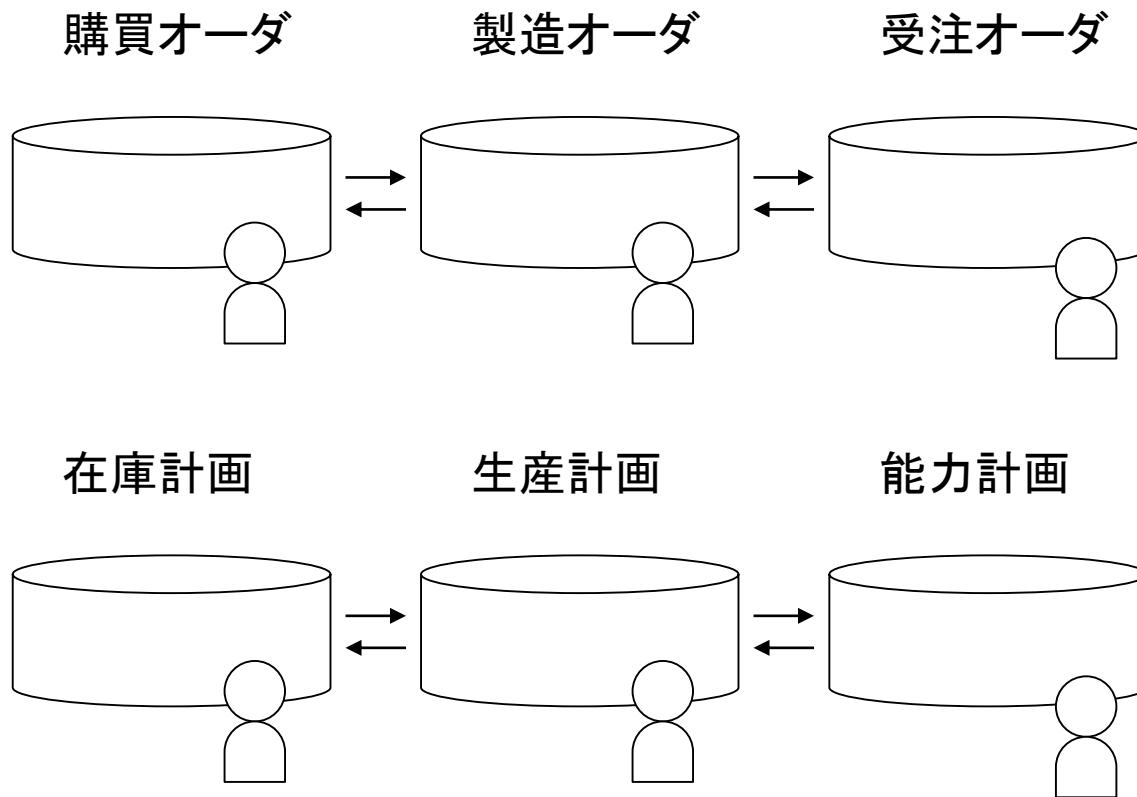 購買オーダ
製造オーダ
受注オーダ
在庫計画
生産計画
能力計画